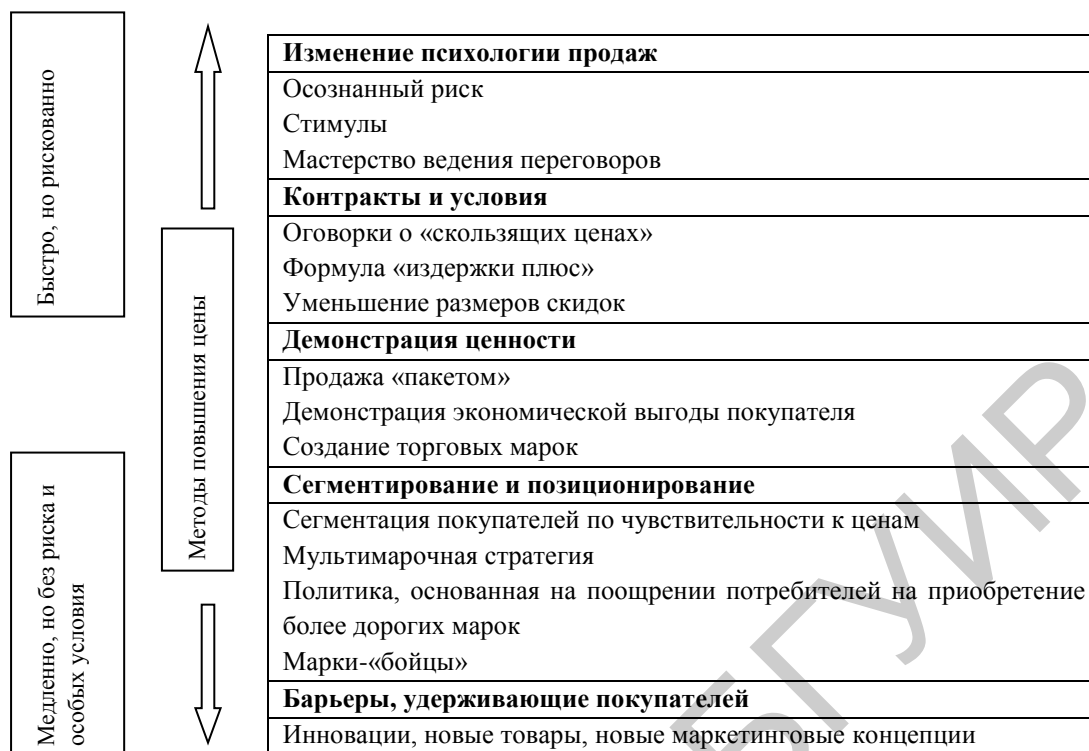 Быстро, но рискованно
Медленно, но без риска и
особых условия
Методы повышения цены
Изменение психологии продаж
Осознанный риск
Стимулы
Мастерство ведения переговоров
Контракты и условия
Оговорки о «скользящих ценах»
Формула «издержки плюс»
Уменьшение размеров скидок
Демонстрация ценности
Продажа «пакетом»
Демонстрация экономической выгоды покупателя
Создание торговых марок
Сегментирование и позиционирование
Сегментация покупателей по чувствительности к ценам
Мультимарочная стратегия
Политика, основанная на поощрении потребителей на приобретение
более дорогих марок
Марки-«бойцы»
Барьеры, удерживающие покупателей
Инновации, новые товары, новые маркетинговые концепции
БГУИР